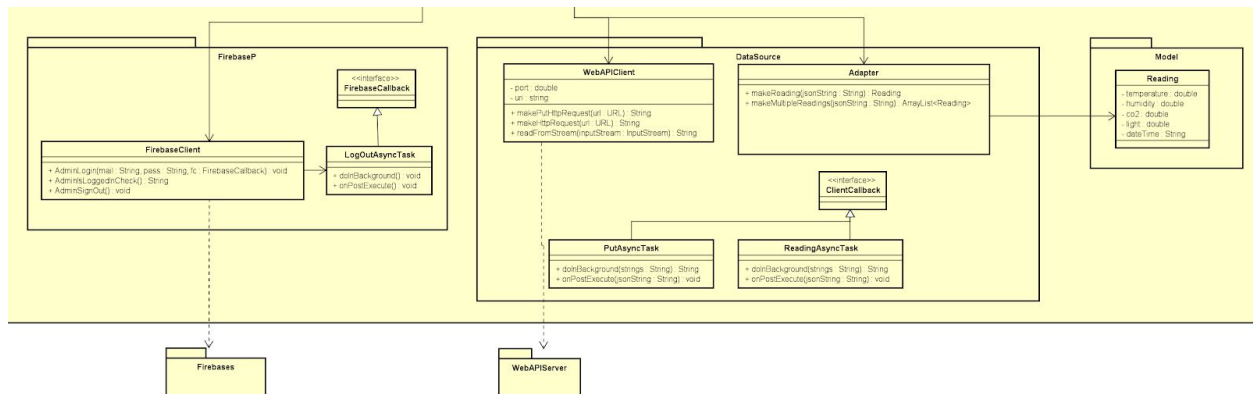 FirebaseP
<<interface>>
FirebaseCallback
FirebaseClient
+ AdminLogin(mail : String, pass : String, fc : FirebaseCallback) : void
+ AdminIsLoggedInCheck() : String
+ AdminSignOut() : void
LogOutAsyncTask
+ doInBackground() : void
+ onPostExecute() : void
DataSource
WebAPIClient
- port : double
- uri : string
+ makePutHttpRequest(url : URL) : String
+ makeHttpRequest(url : URL) : String
+ readFromStream(inputStream : InputStream) : String
Adapter
+ makeReading(jsonString : String) : Reading
+ makeMultipleReadings(jsonString : String) : ArrayList<Reading>
<<interface>>
ClientCallback
PutAsyncTask
+ doInBackground(strings : String) : String
+ onPostExecute(jsonString : String) : void
ReadingAsyncTask
+ doInBackground(strings : String) : String
+ onPostExecute(jsonString : String) : void
Model
Reading
- temperature : double
- humidity : double
- co2 : double
- light : double
- dateTime : String
Firebases
WebAPIServer